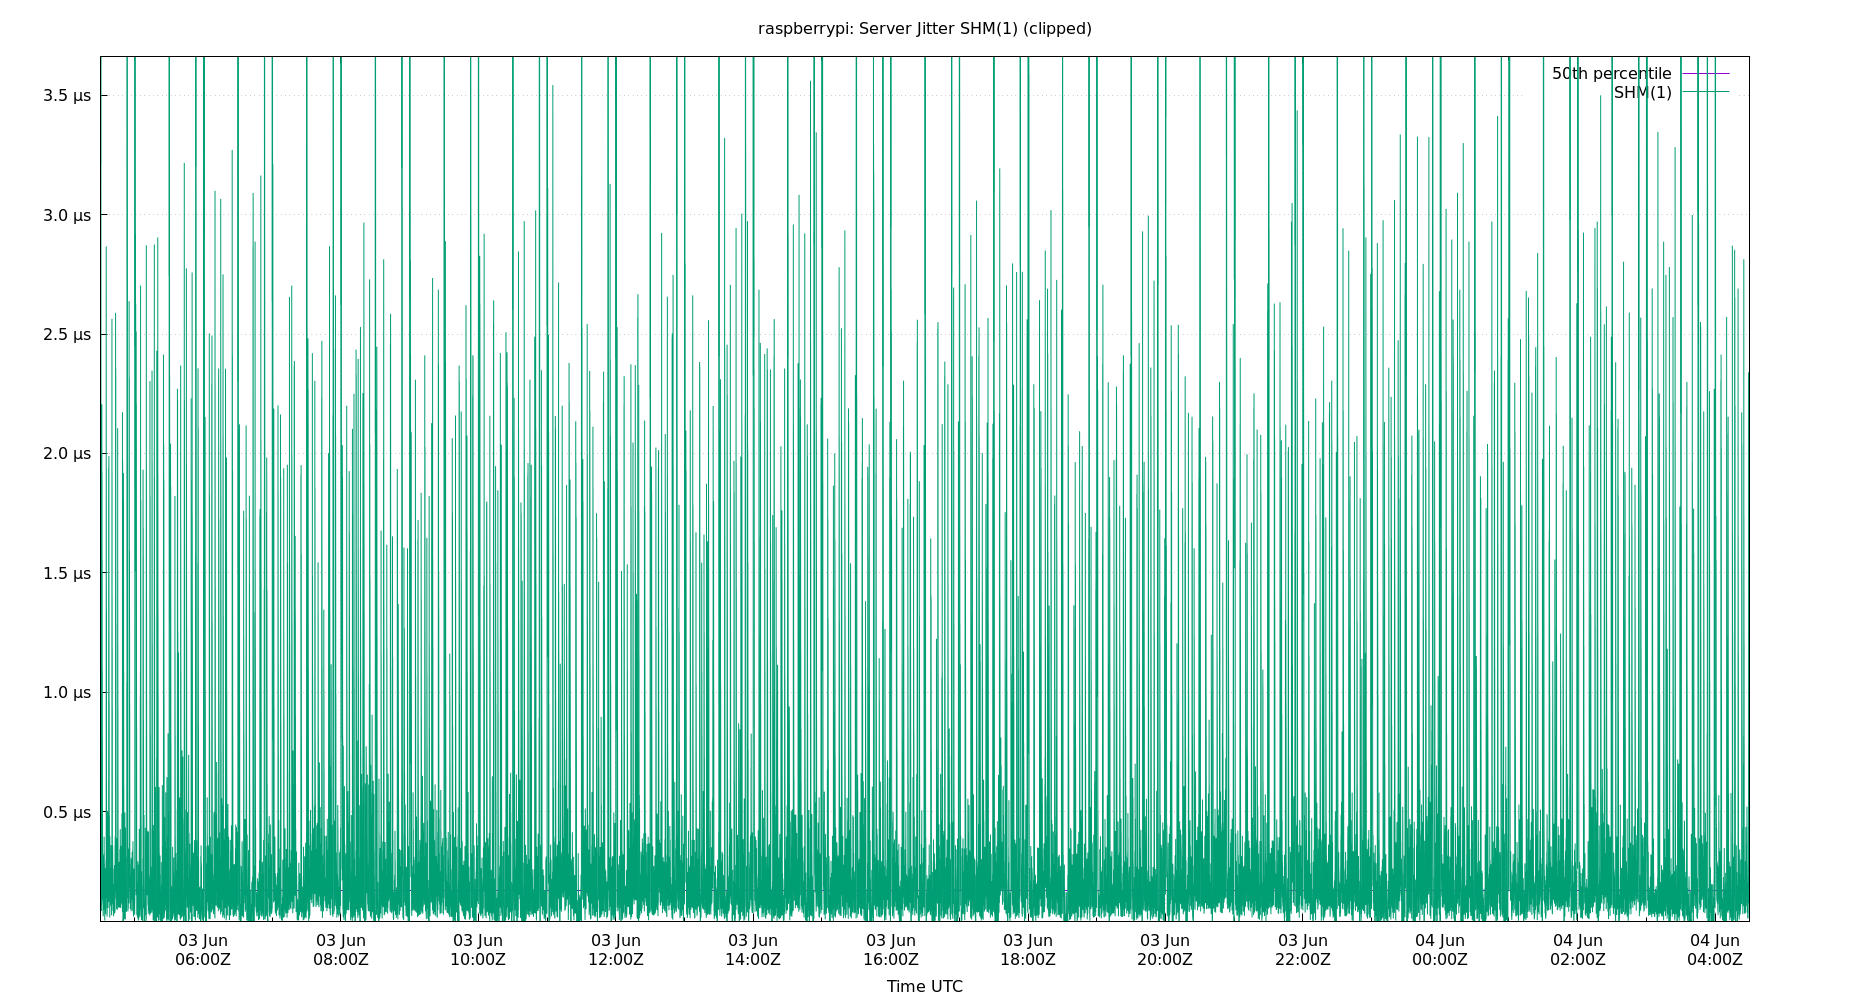 raspberrypi: Server Jitter SHM(1) (clipped)
50th percentile
SHM(1)
3.5 µs
3.0 µs
2.5 µs
2.0 µs
1.5 µs
1.0 µs
0.5 µs
03 Jun 03 Jun 03 Jun 03 Jun 03 Jun 03 Jun 03 Jun 03 Jun 03 Jun 04 Jun 04 Jun 04 Jun
06:00Z 08:00Z 10:00Z 12:00Z 14:00Z 16:00Z 18:00Z 20:00Z 22:00Z 00:00Z 02:00Z 04:00Z
Time UTC